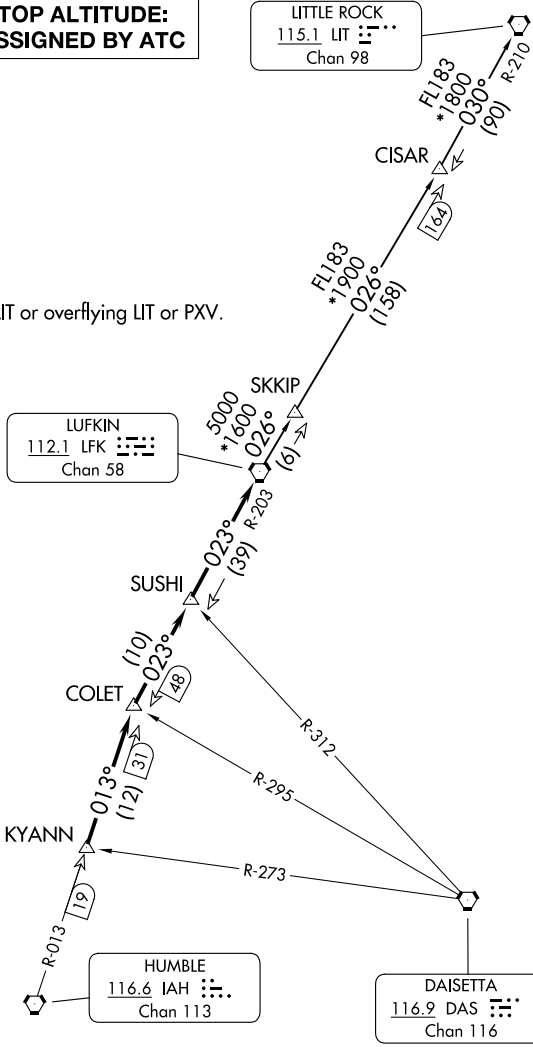 TOP ALTITUDE:
SSIGNED BY ATC
LITTLE ROCK
115.1 LIT
Chan 98
R-210
FL183
*1800
030°
(90)
CISAR
164
FL183
*1900
026°
(158)
IT or overflying LIT or PXV.
SKKIP
5000
*1600
026°
(6)
LUFKIN
112.1 LFK
Chan 58
R-203
023°
(39)
SUSHI
(10)
023°
48
COLET
R-312
31
013°
(12)
R-295
KYANN
R-273
19
R-013
HUMBLE
116.6 IAH
Chan 113
DAISETTA
116.9 DAS
Chan 116